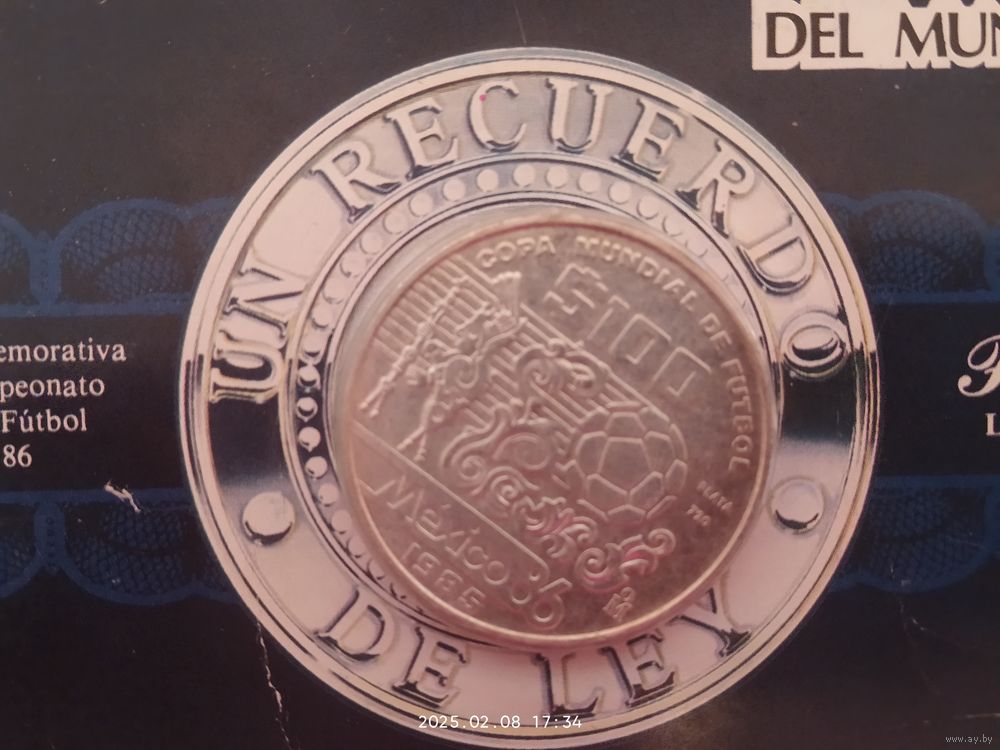 DEL MUN
UN RECUERDO
DE LEY
COPA MUNDIAL DE FUTBOL
$100
PLATA
720
México 86
1985
emorativa
peonato
Fútbol
86
2025.02.08 17:34
www.ay.by